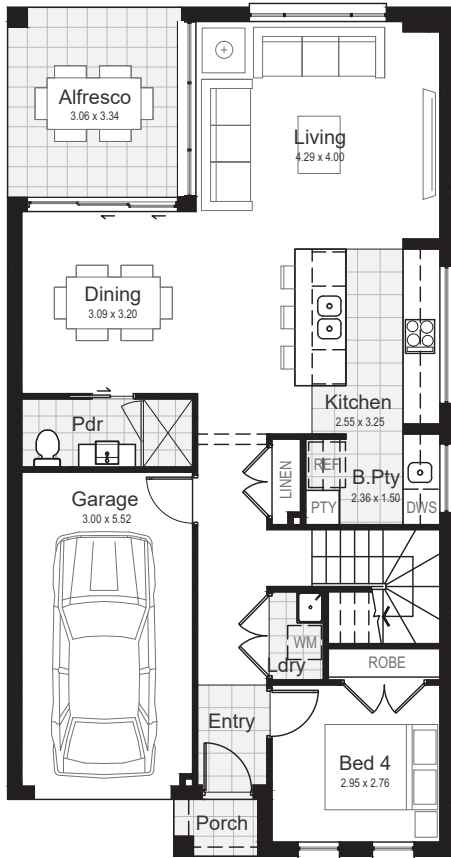 Alfresco
3.06 x 3.34
Living
4.29 x 4.00
Dining
3.09 x 3.20
Kitchen
2.55 x 3.25
Pdr
LINEN
REF
B.Pty
2.36 x 1.50
PTY
DWS
Garage
3.00 x 5.52
WM
Ldry
ROBE
Entry
Bed 4
2.95 x 2.76
Porch